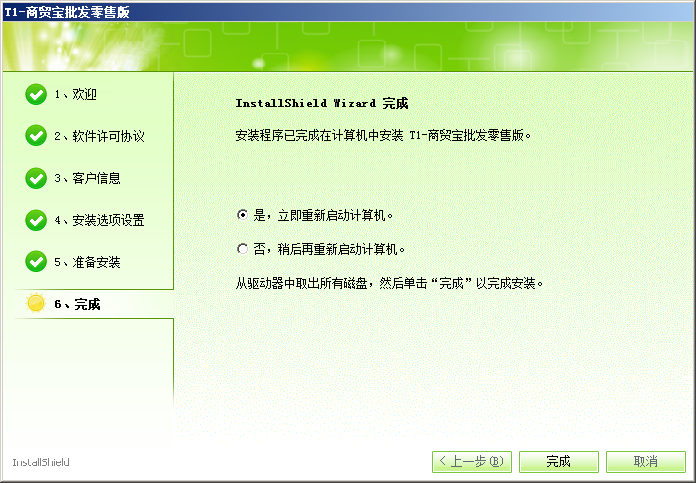 T1-商贸宝批发零售版
1、欢迎
2、软件许可协议
3、客户信息
4、安装选项设置
5、准备安装
6、完成
InstallShield Wizard 完成
安装程序已完成在计算机中安装 T1-商贸宝批发零售版。
是，立即重新启动计算机。
否，稍后再重新启动计算机。
从驱动器中取出所有磁盘，然后单击“完成”以完成安装。
InstallShield
< 上一步(B)
完成
取消